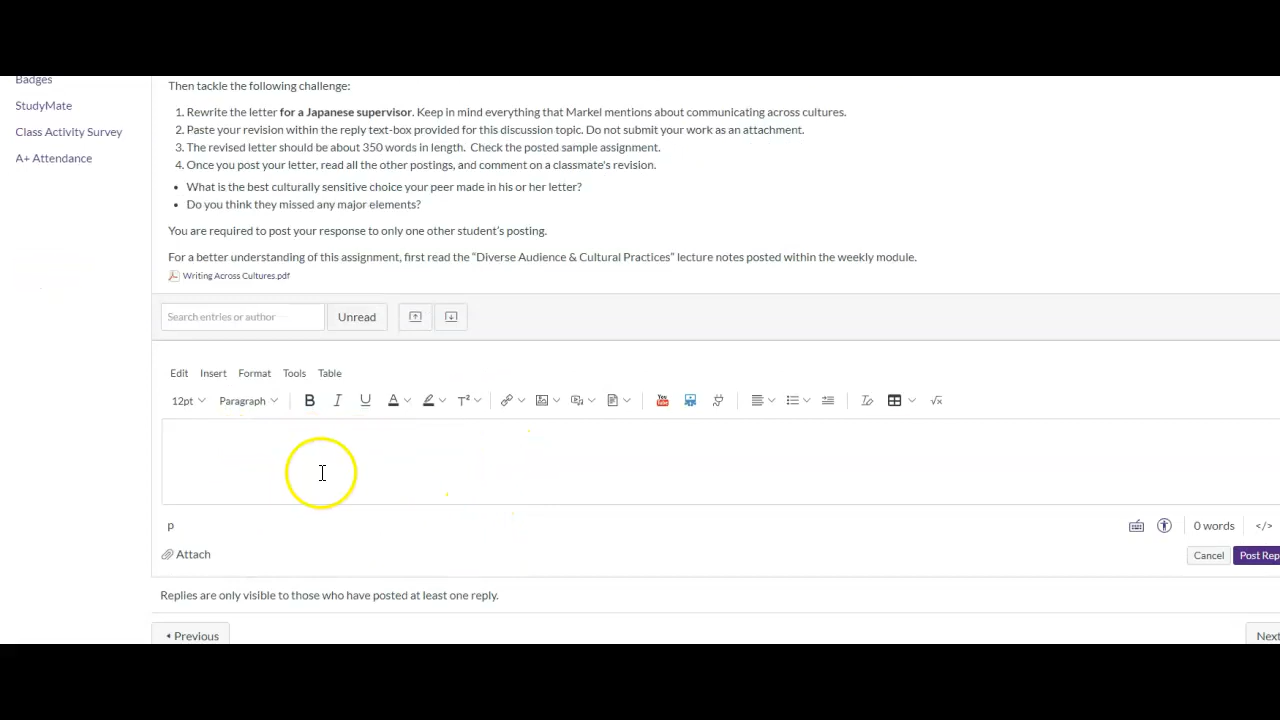 Badges
StudyMate
Class Activity Survey
A+ Attendance
Then tackle the following challenge:
1. Rewrite the letter for a Japanese supervisor. Keep in mind everything that Markel mentions about communicating across cultures.
2. Paste your revision within the reply text-box provided for this discussion topic. Do not submit your work as an attachment.
3. The revised letter should be about 350 words in length. Check the posted sample assignment.
4. Once you post your letter, read all the other postings, and comment on a classmate's revision.
• What is the best culturally sensitive choice your peer made in his or her letter?
• Do you think they missed any major elements?
You are required to post your response to only one other student’s posting.
For a better understanding of this assignment, first read the “Diverse Audience & Cultural Practices” lecture notes posted within the weekly module.
Writing Across Cultures.pdf
Search entries or author Unread
Edit Insert Format Tools Table
12pt Paragraph B I U A T² You Tube √x
p 0 words </>
Attach Cancel Post Rep
Replies are only visible to those who have posted at least one reply.
Previous Next